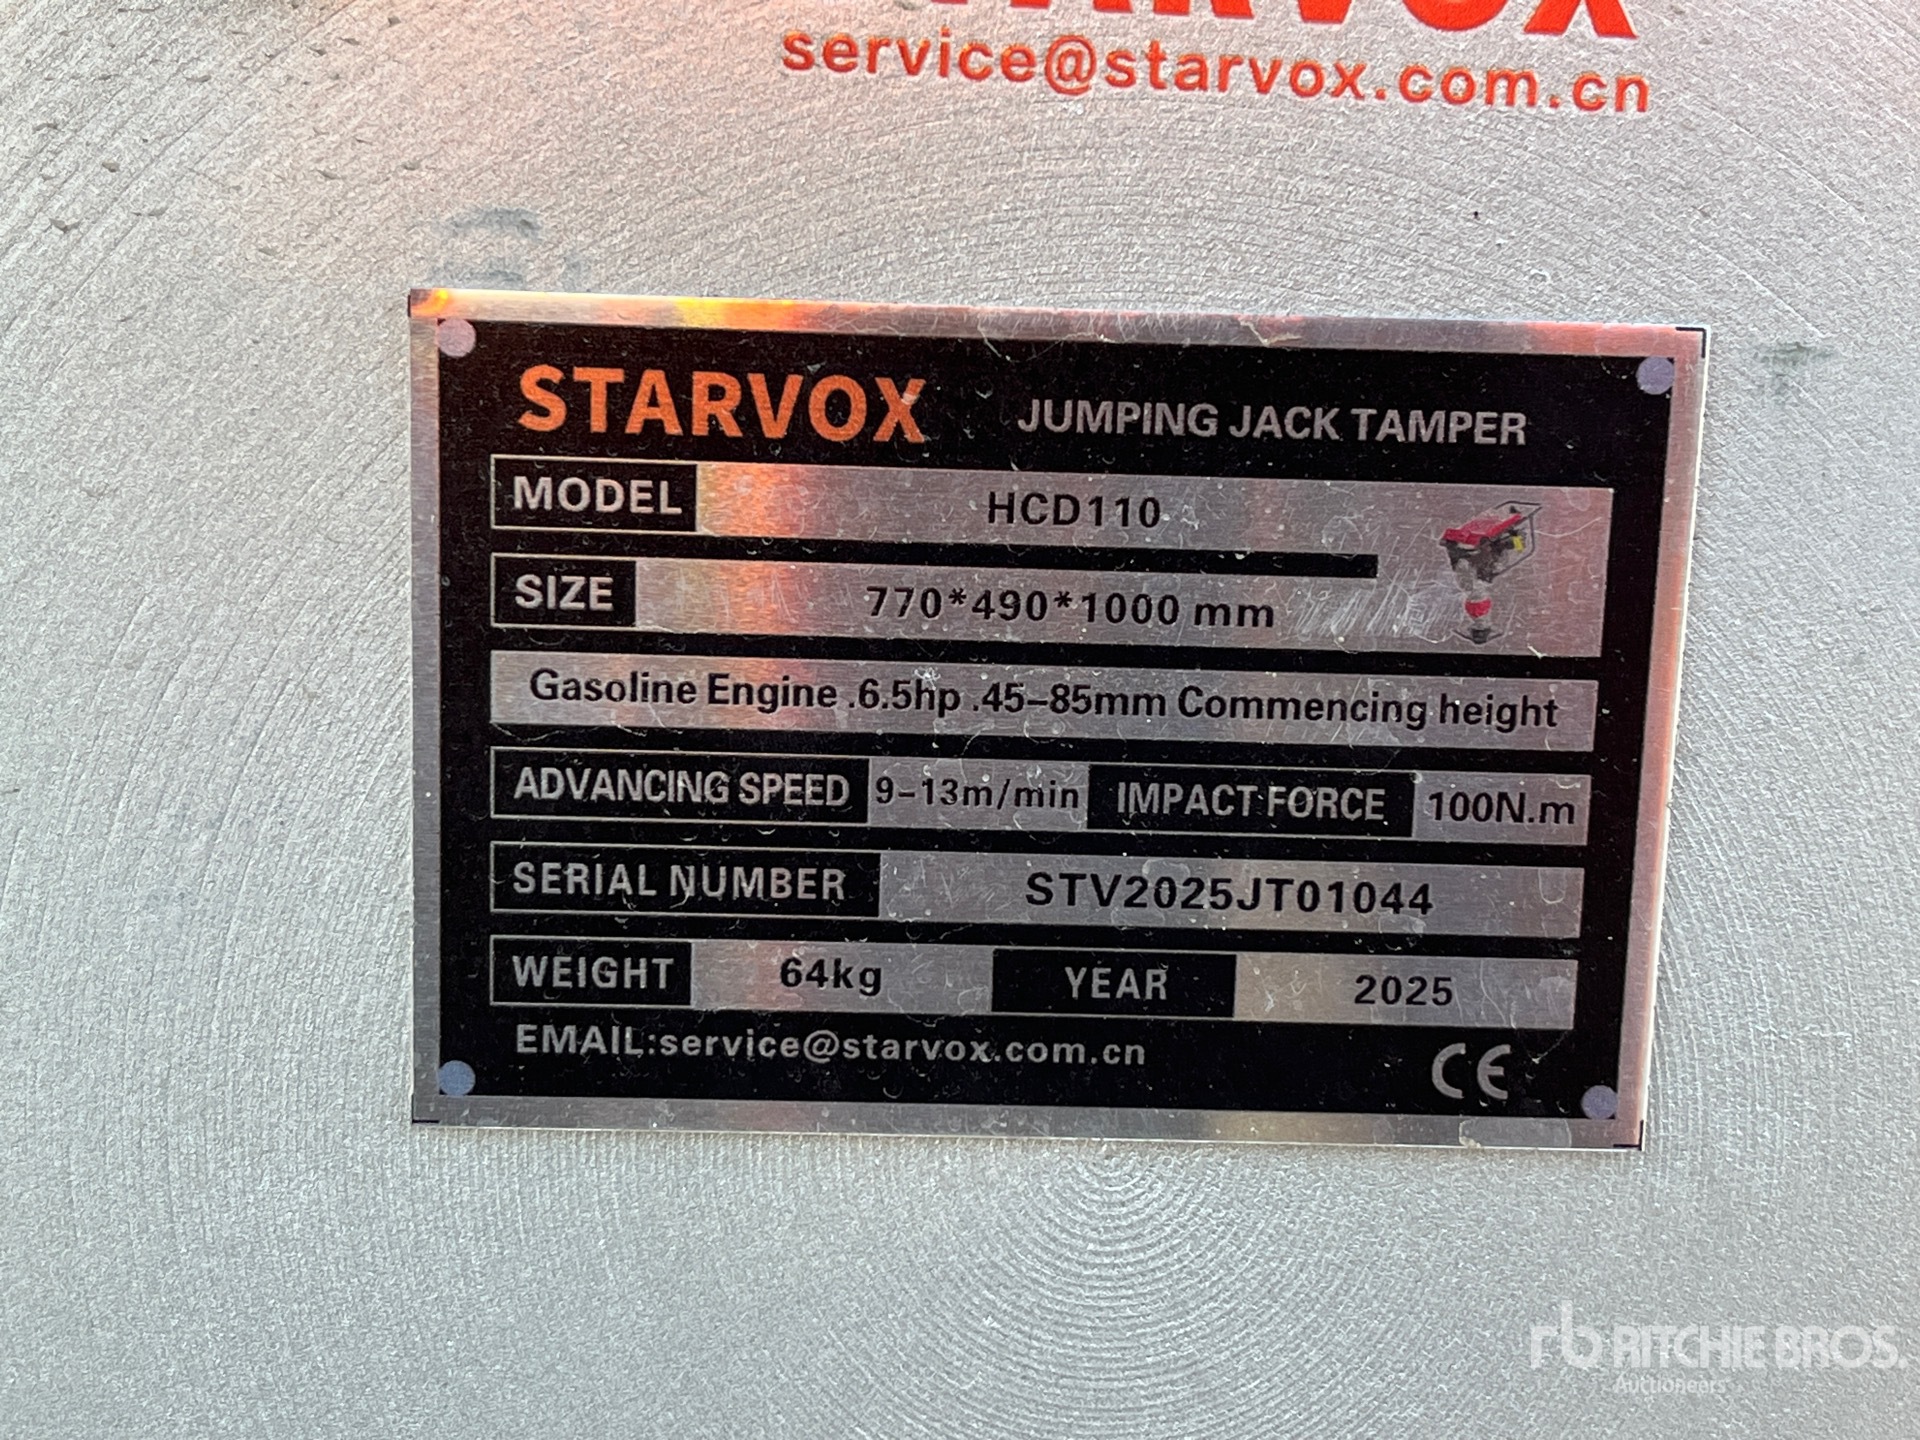 STARVOX
service@starvox.com.cn
STARVOX JUMPING JACK TAMPER
MODEL HCD110
SIZE 770*490*1000 mm
Gasoline Engine .6.5hp .45-85mm Commencing height
ADVANCING SPEED 9-13m/min IMPACT FORCE 100N.m
SERIAL NUMBER STV2025JT01044
WEIGHT 64kg YEAR 2025
EMAIL:service@starvox.com.cn CE
rb RITCHIE BROS.
Auctioneers